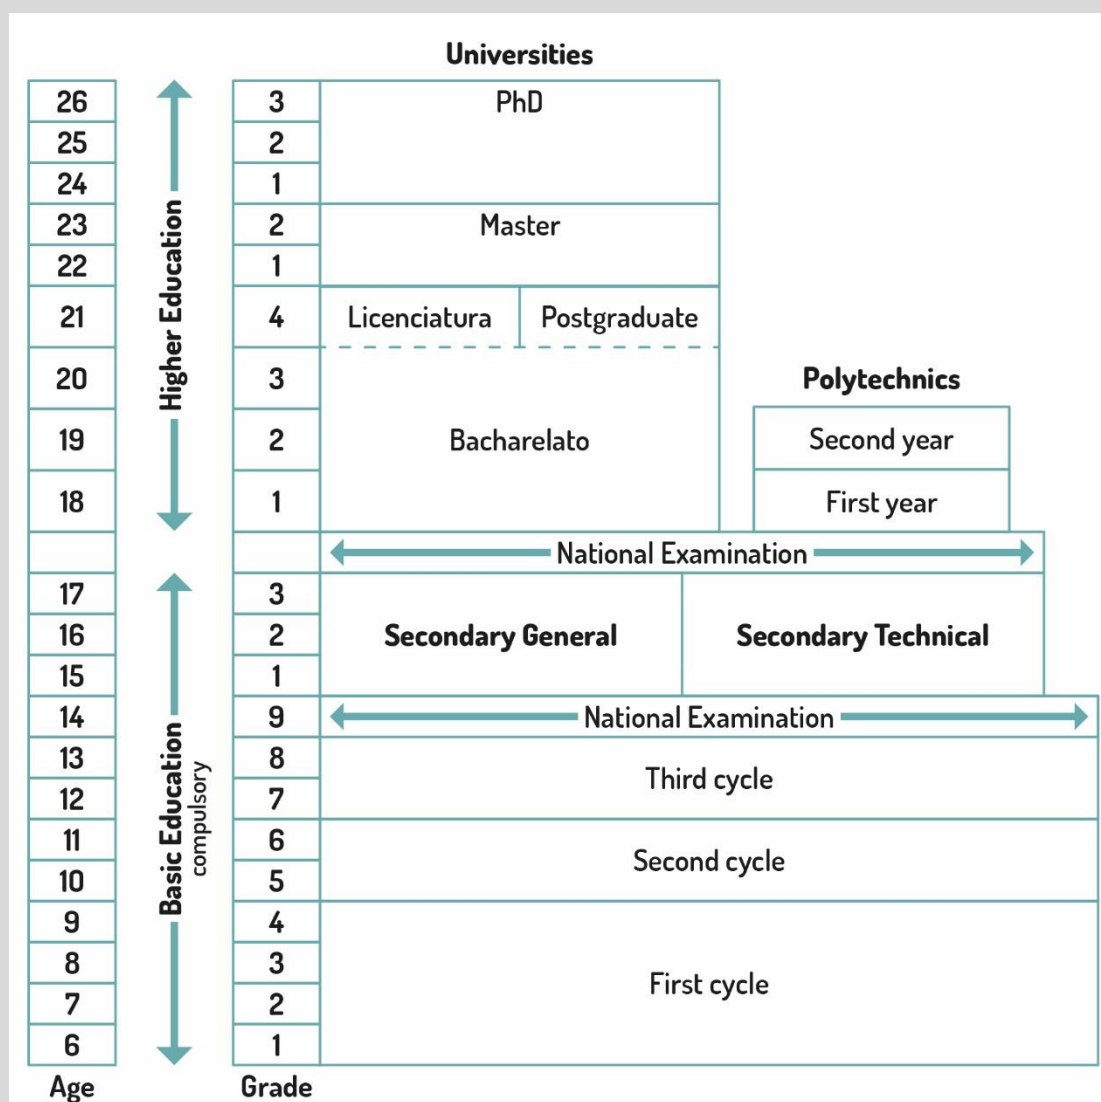 Universities
26 3 PhD
25 2
24 1
23 2 Master
22 1
21 4 Licenciatura Postgraduate
20 3 Polytechnics
19 2 Bacharelato Second year
18 1 First year
National Examination
17 3
16 2 Secondary General Secondary Technical
15 1
14 9 National Examination
13 8
Third cycle
12 7
11 6
Second cycle
10 5
9 4
8 3
First cycle
7 2
6 1
Age Grade
Higher Education
Basic Education
compulsory